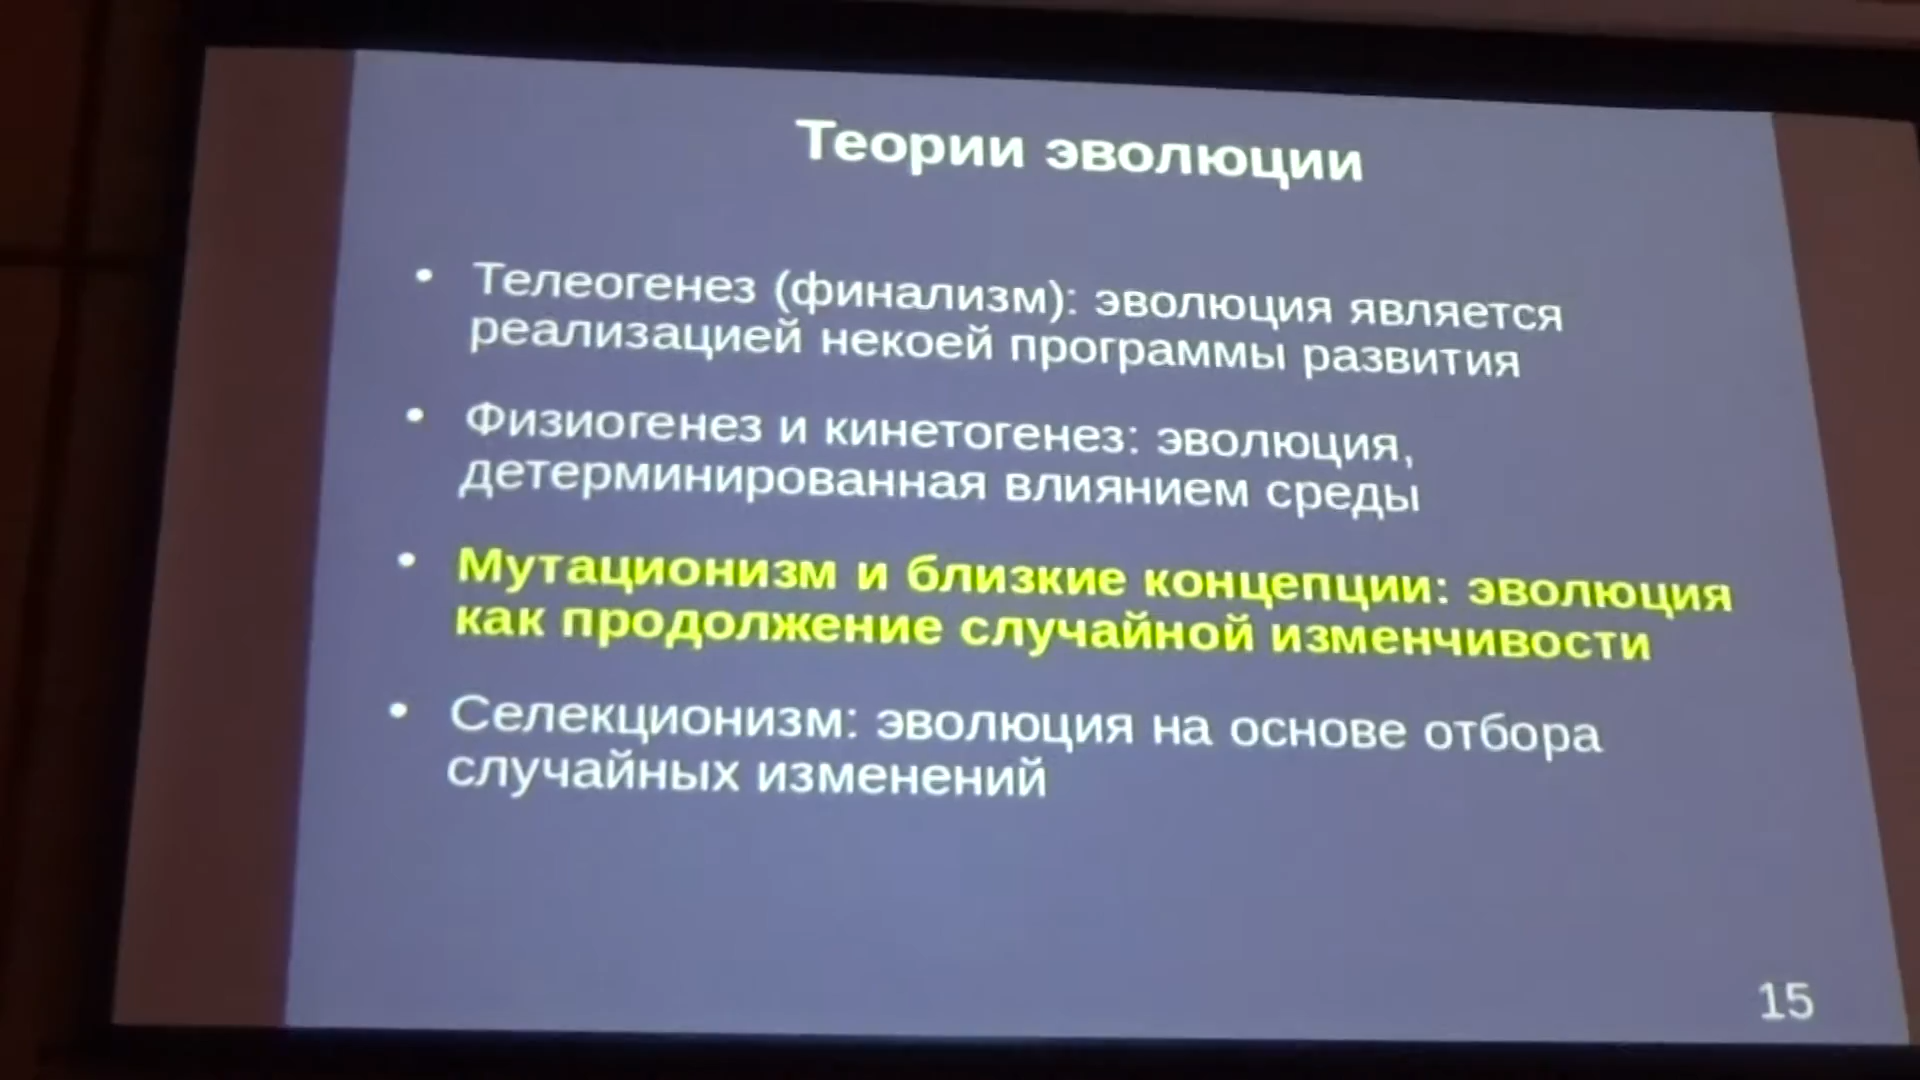 Теории эволюции
• Телеогенез (финализм): эволюция является
реализацией некоей программы развития
• Физиогенез и кинетогенез: эволюция,
детерминированная влиянием среды
• Мутационизм и близкие концепции: эволюция
как продолжение случайной изменчивости
• Селекционизм: эволюция на основе отбора
случайных изменений
15